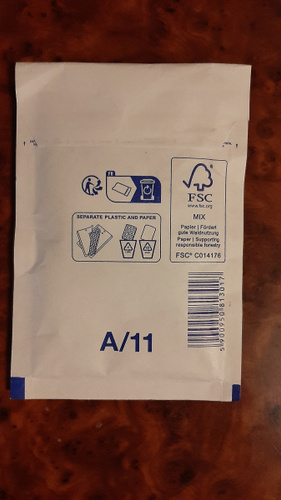 FR
FSC
www.fsc.org
MIX
Papier | Fördert
gute Waldnutzung
Paper | Supporting
responsible forestry
FSC® C014176
SEPARATE PLASTIC AND PAPER
A/11